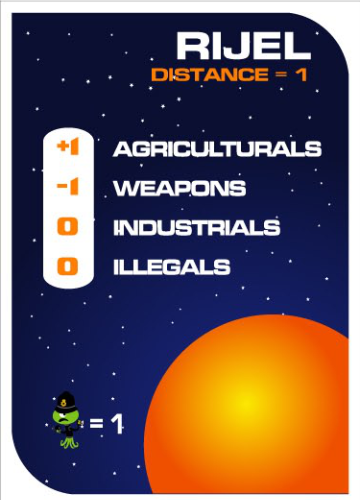 RIJEL
DISTANCE = 1
+1 AGRICULTURALS
-1 WEAPONS
0 INDUSTRIALS
0 ILLEGALS
= 1